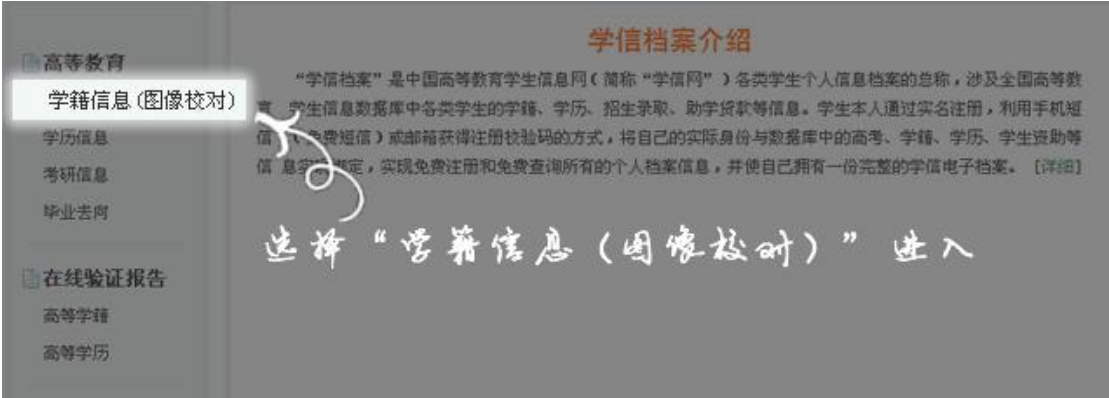 高等教育
学籍信息(图像校对)
学历信息
考研信息
毕业去向
在线验证报告
高等学籍
高等学历
学信档案介绍
“学信档案”是中国高等教育学生信息网(简称“学信网”)各类学生个人信息档案的总称，涉及全国高等教
育 学生信息数据库中各类学生的学籍、学历、招生录取、助学贷款等信息。学生本人通过实名注册，利用手机短
信 免费短信)或邮箱获得注册校验码的方式，将自己的实际身份与数据库中的高考、学籍、学历、学生资助等
信息 绑定，实现免费注册和免费查询所有的个人档案信息，并使自己拥有一份完整的学信电子档案。 [详细]
选择“学籍信息(图像校对)”进入